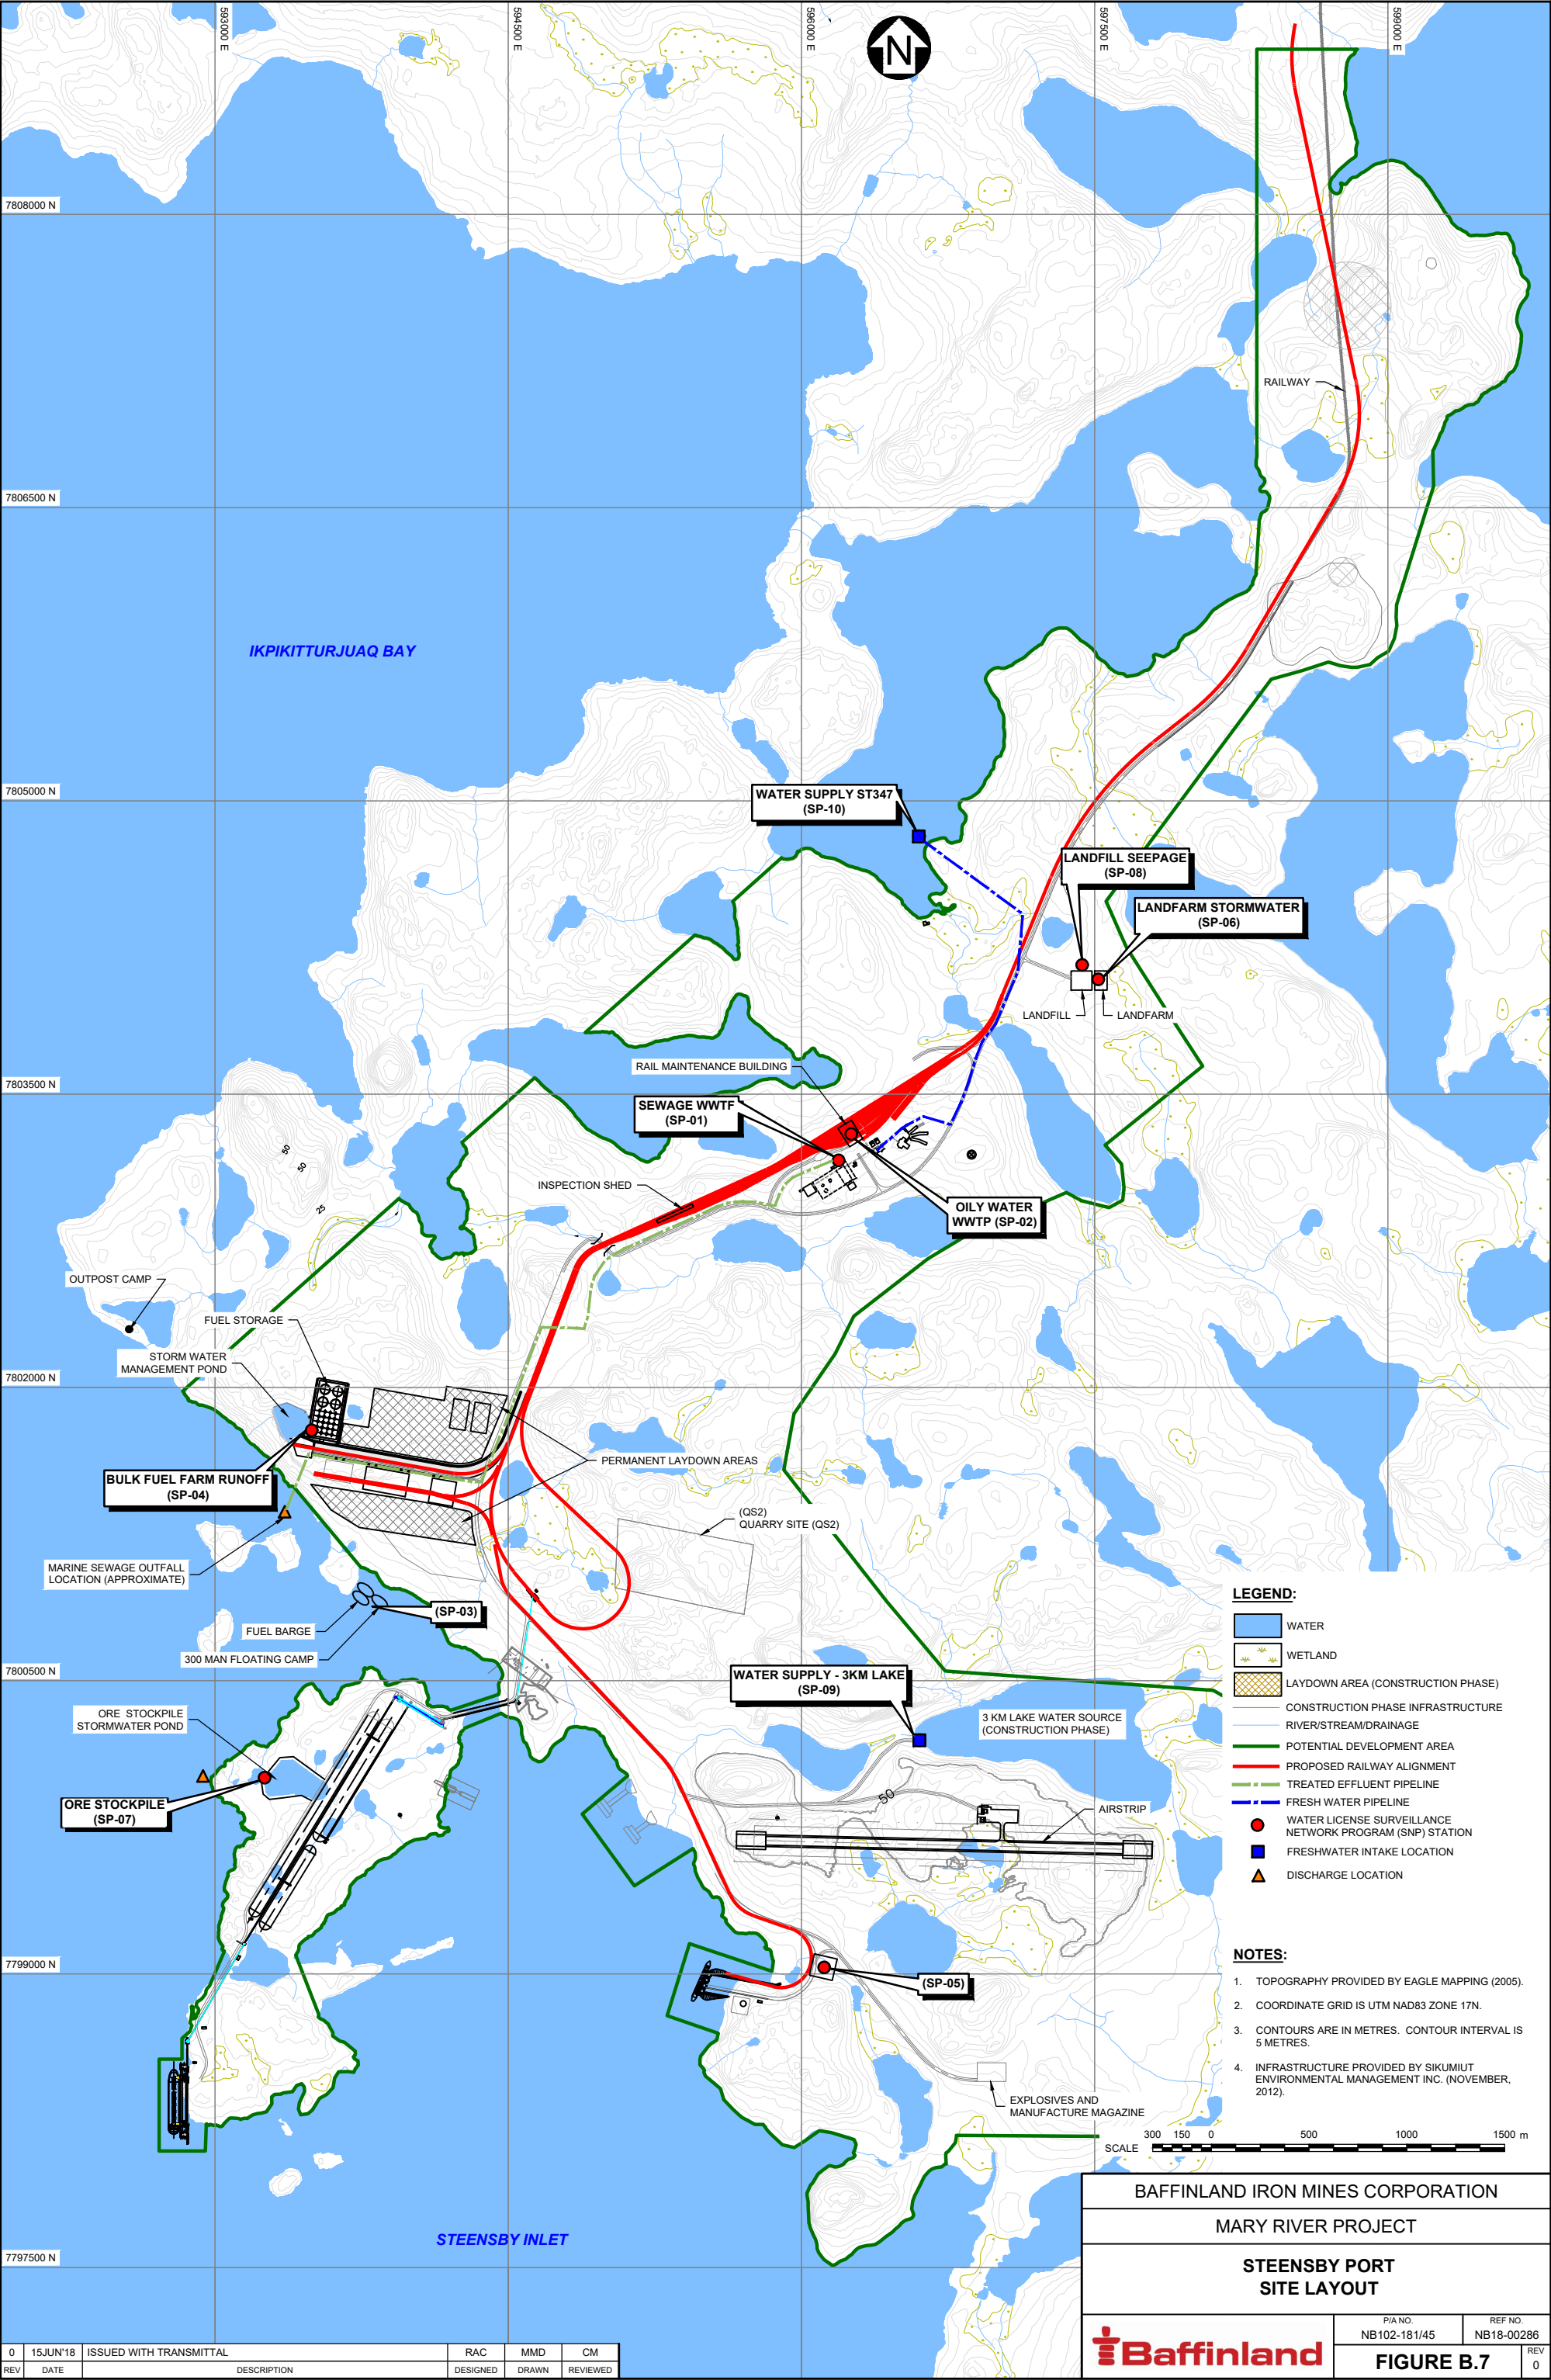 593000 E
594500 E
596000 E
597500 E
599000 E
N
7808000 N
RAILWAY
7806500 N
IKPIKITTURJUAQ BAY
7805000 N
WATER SUPPLY ST347
(SP-10)
LANDFILL SEEPAGE
(SP-08)
LANDFARM STORMWATER
(SP-06)
LANDFILL
LANDFARM
RAIL MAINTENANCE BUILDING
7803500 N
SEWAGE WWTF
(SP-01)
50
50
25
INSPECTION SHED
OILY WATER
WWTP (SP-02)
OUTPOST CAMP
FUEL STORAGE
STORM WATER
MANAGEMENT POND
7802000 N
PERMANENT LAYDOWN AREAS
BULK FUEL FARM RUNOFF
(SP-04)
(QS2)
QUARRY SITE (QS2)
MARINE SEWAGE OUTFALL
LOCATION (APPROXIMATE)
(SP-03)
FUEL BARGE
300 MAN FLOATING CAMP
7800500 N
WATER SUPPLY - 3KM LAKE
(SP-09)
ORE STOCKPILE
STORMWATER POND
3 KM LAKE WATER SOURCE
(CONSTRUCTION PHASE)
50
ORE STOCKPILE
(SP-07)
AIRSTRIP
7799000 N
(SP-05)
EXPLOSIVES AND
MANUFACTURE MAGAZINE
STEENSBY INLET
7797500 N
LEGEND:
WATER
WETLAND
LAYDOWN AREA (CONSTRUCTION PHASE)
CONSTRUCTION PHASE INFRASTRUCTURE
RIVER/STREAM/DRAINAGE
POTENTIAL DEVELOPMENT AREA
PROPOSED RAILWAY ALIGNMENT
TREATED EFFLUENT PIPELINE
FRESH WATER PIPELINE
WATER LICENSE SURVEILLANCE
NETWORK PROGRAM (SNP) STATION
FRESHWATER INTAKE LOCATION
DISCHARGE LOCATION
NOTES:
1. TOPOGRAPHY PROVIDED BY EAGLE MAPPING (2005).
2. COORDINATE GRID IS UTM NAD83 ZONE 17N.
3. CONTOURS ARE IN METRES. CONTOUR INTERVAL IS
5 METRES.
4. INFRASTRUCTURE PROVIDED BY SIKUMIUT
ENVIRONMENTAL MANAGEMENT INC. (NOVEMBER,
2012).
SCALE 300 150 0 500 1000 1500 m
BAFFINLAND IRON MINES CORPORATION
MARY RIVER PROJECT
STEENSBY PORT
SITE LAYOUT
Baffinland
P/A NO.
NB102-181/45
REF NO.
NB18-00286
FIGURE B.7
REV
0
0 15JUN'18 ISSUED WITH TRANSMITTAL RAC MMD CM
REV DATE DESCRIPTION DESIGNED DRAWN REVIEWED